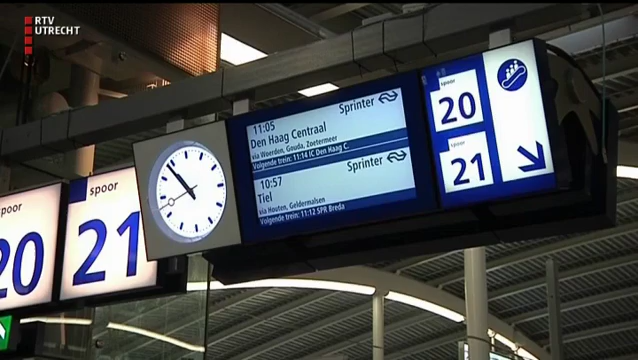 RTV
UTRECHT
spoor
20
spoor
21
11:05
Sprinter
Den Haag Centraal
via Woerden, Gouda, Zoetermeer
Volgende trein: 11:14 IC Den Haag C.
10:57
Sprinter
Tiel
via Houten, Geldermalsen
Volgende trein: 11:12 SPR Breda
spoor
20
spoor
21